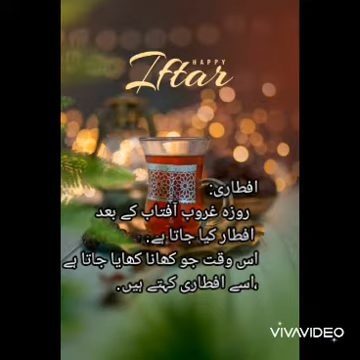 HAPPY
Iftar
افطاری:
روزہ غروب آفتاب کے بعد
افطار کیا جاتا ہے۔
اس وقت جو کھانا کھایا جاتا ہے
،اسے افطاری کہتے ہیں۔
VIVAVIDEO